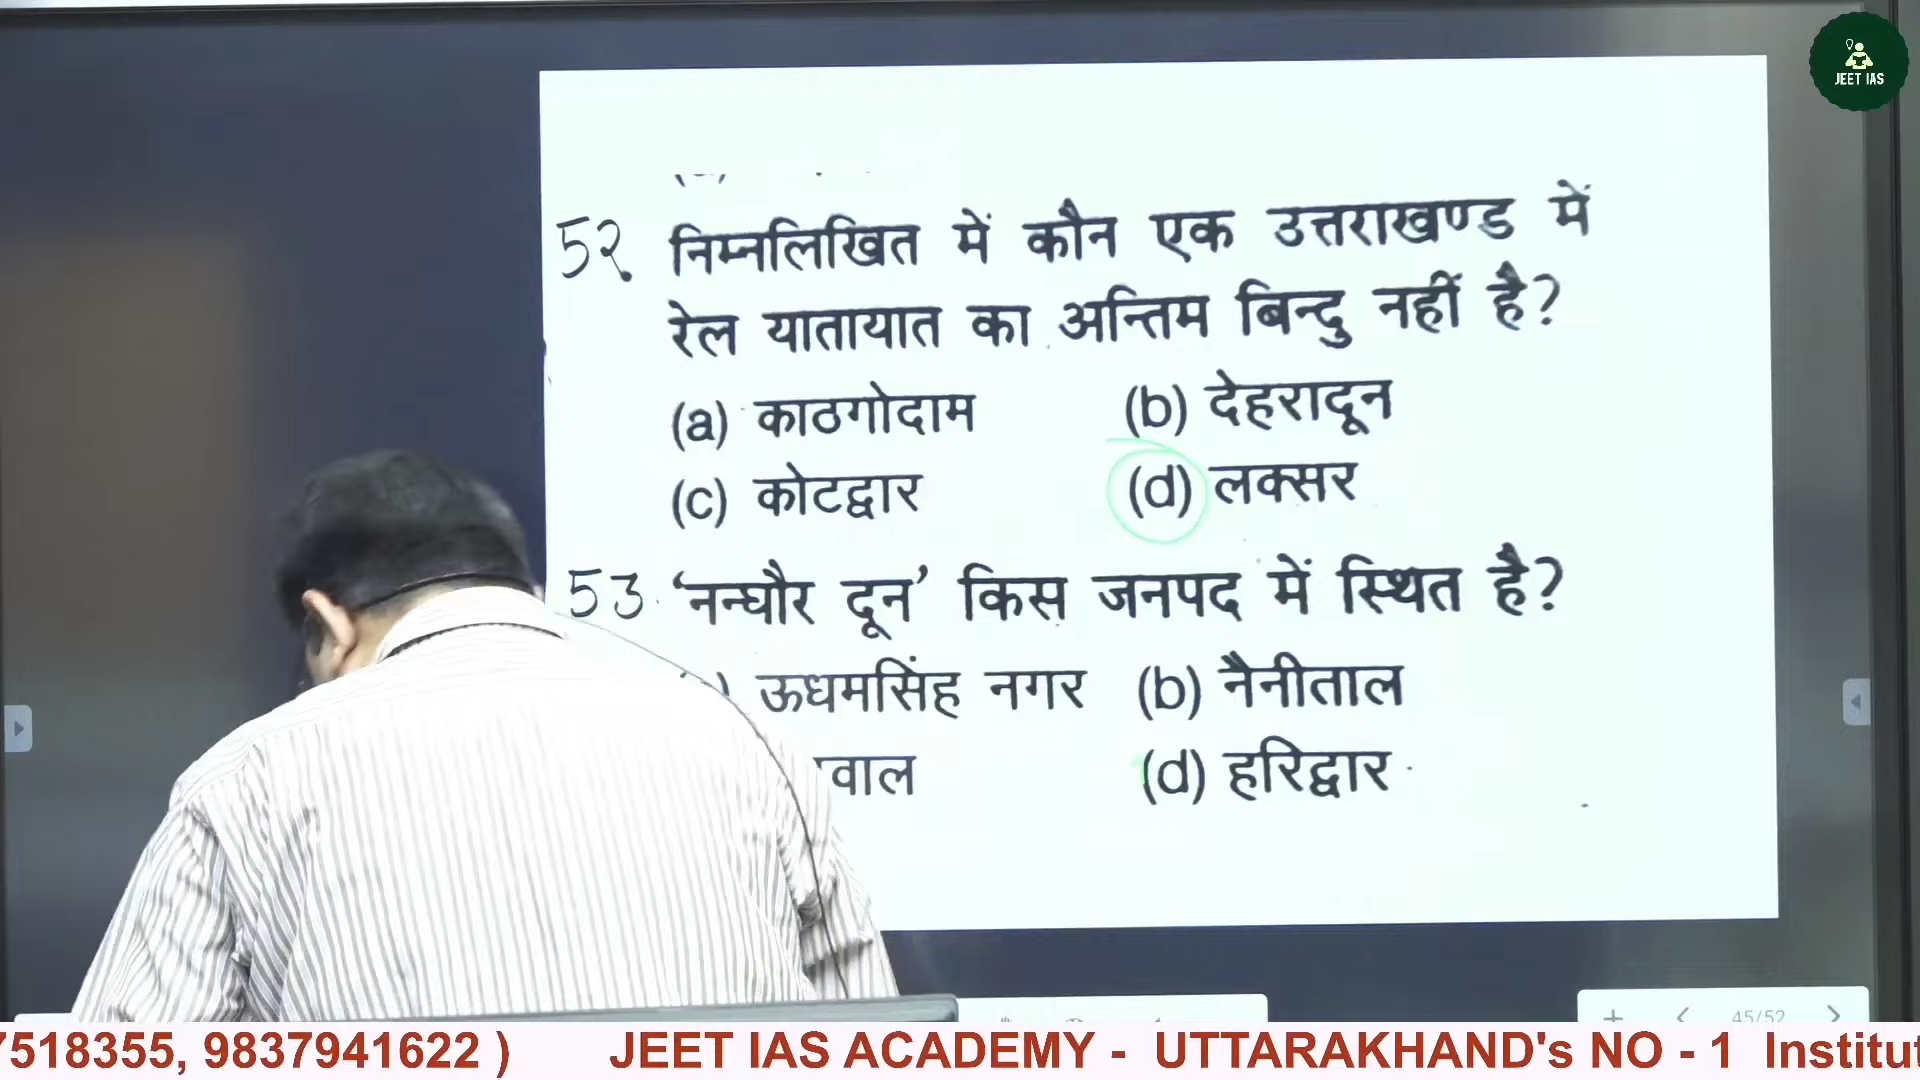 JEET IAS
52 निम्नलिखित में कौन एक उत्तराखण्ड में
रेल यातायात का अन्तिम बिन्दु नहीं है?
(a) काठगोदाम (b) देहरादून
(c) कोटद्वार (d) लक्सर
53. ‘नन्घौर दून’ किस जनपद में स्थित है?
ऊधमसिंह नगर (b) नैनीताल
(d) हरिद्वार
45/52
7518355, 9837941622 ) JEET IAS ACADEMY - UTTARAKHAND's NO - 1